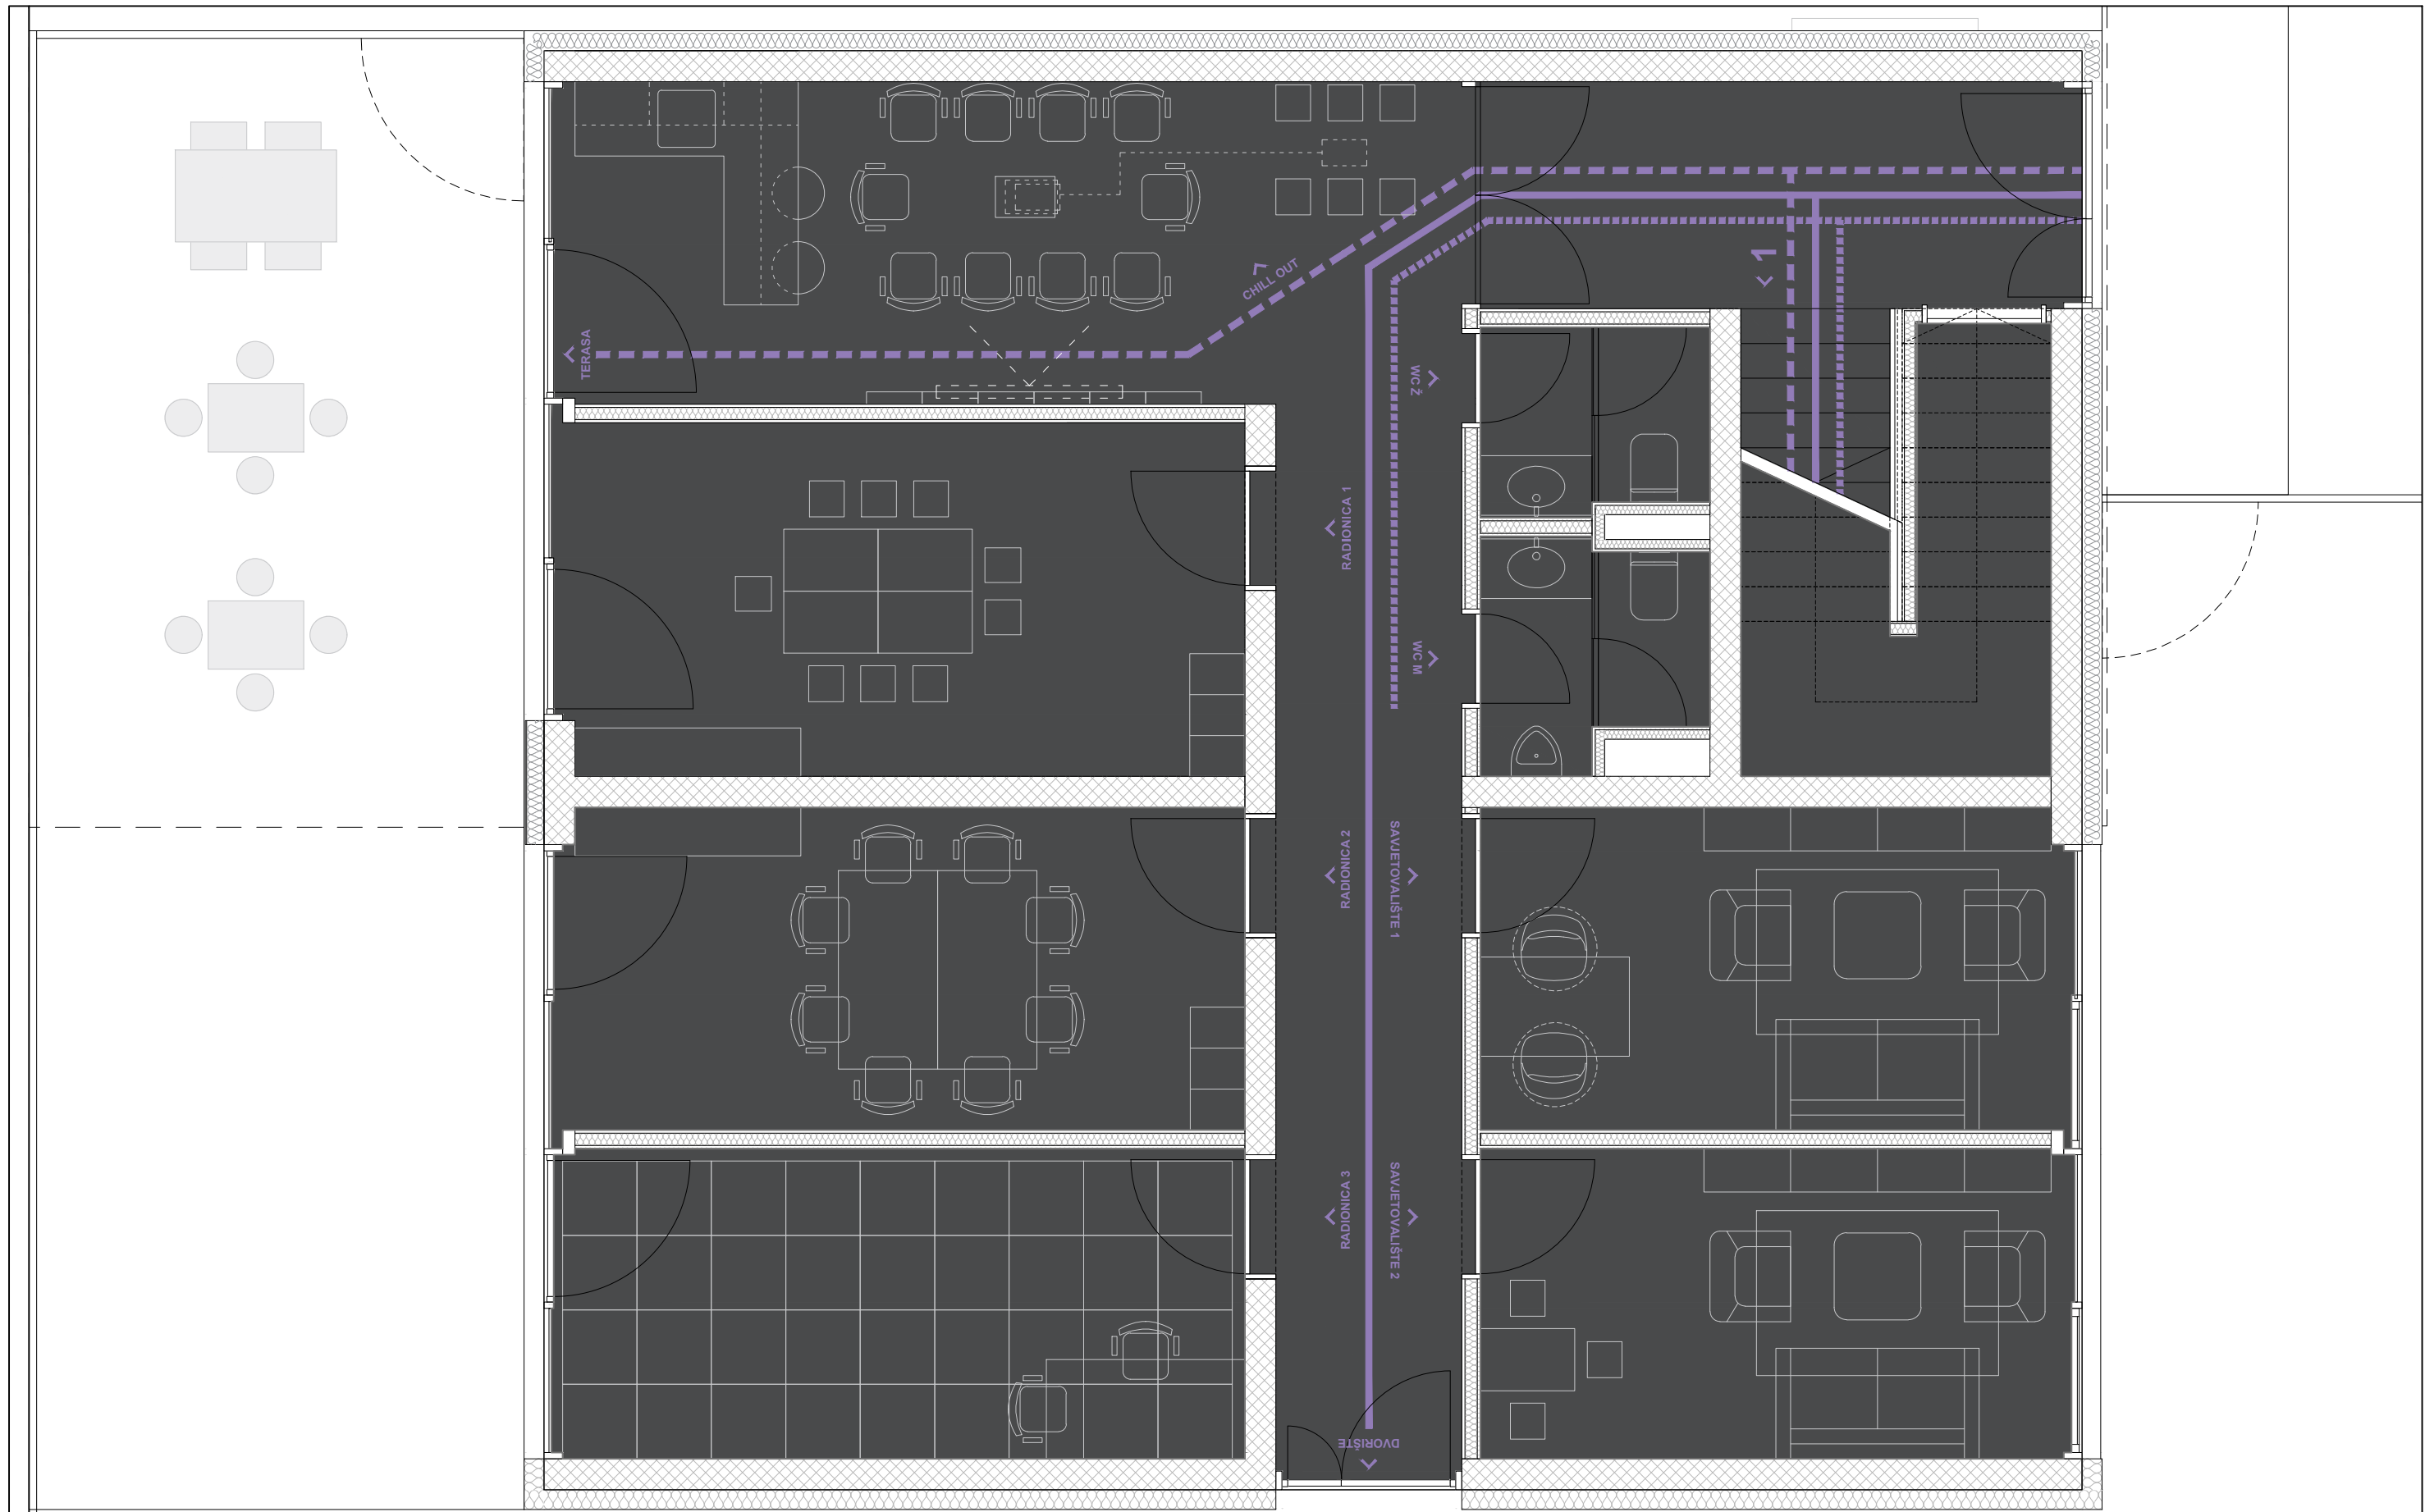 1
CHILL OUT
TERASA
WC Ž
RADIONICA 1
WC M
RADIONICA 2
SAVJETOVALIŠTE 1
RADIONICA 3
SAVJETOVALIŠTE 2
DVORIŠTE